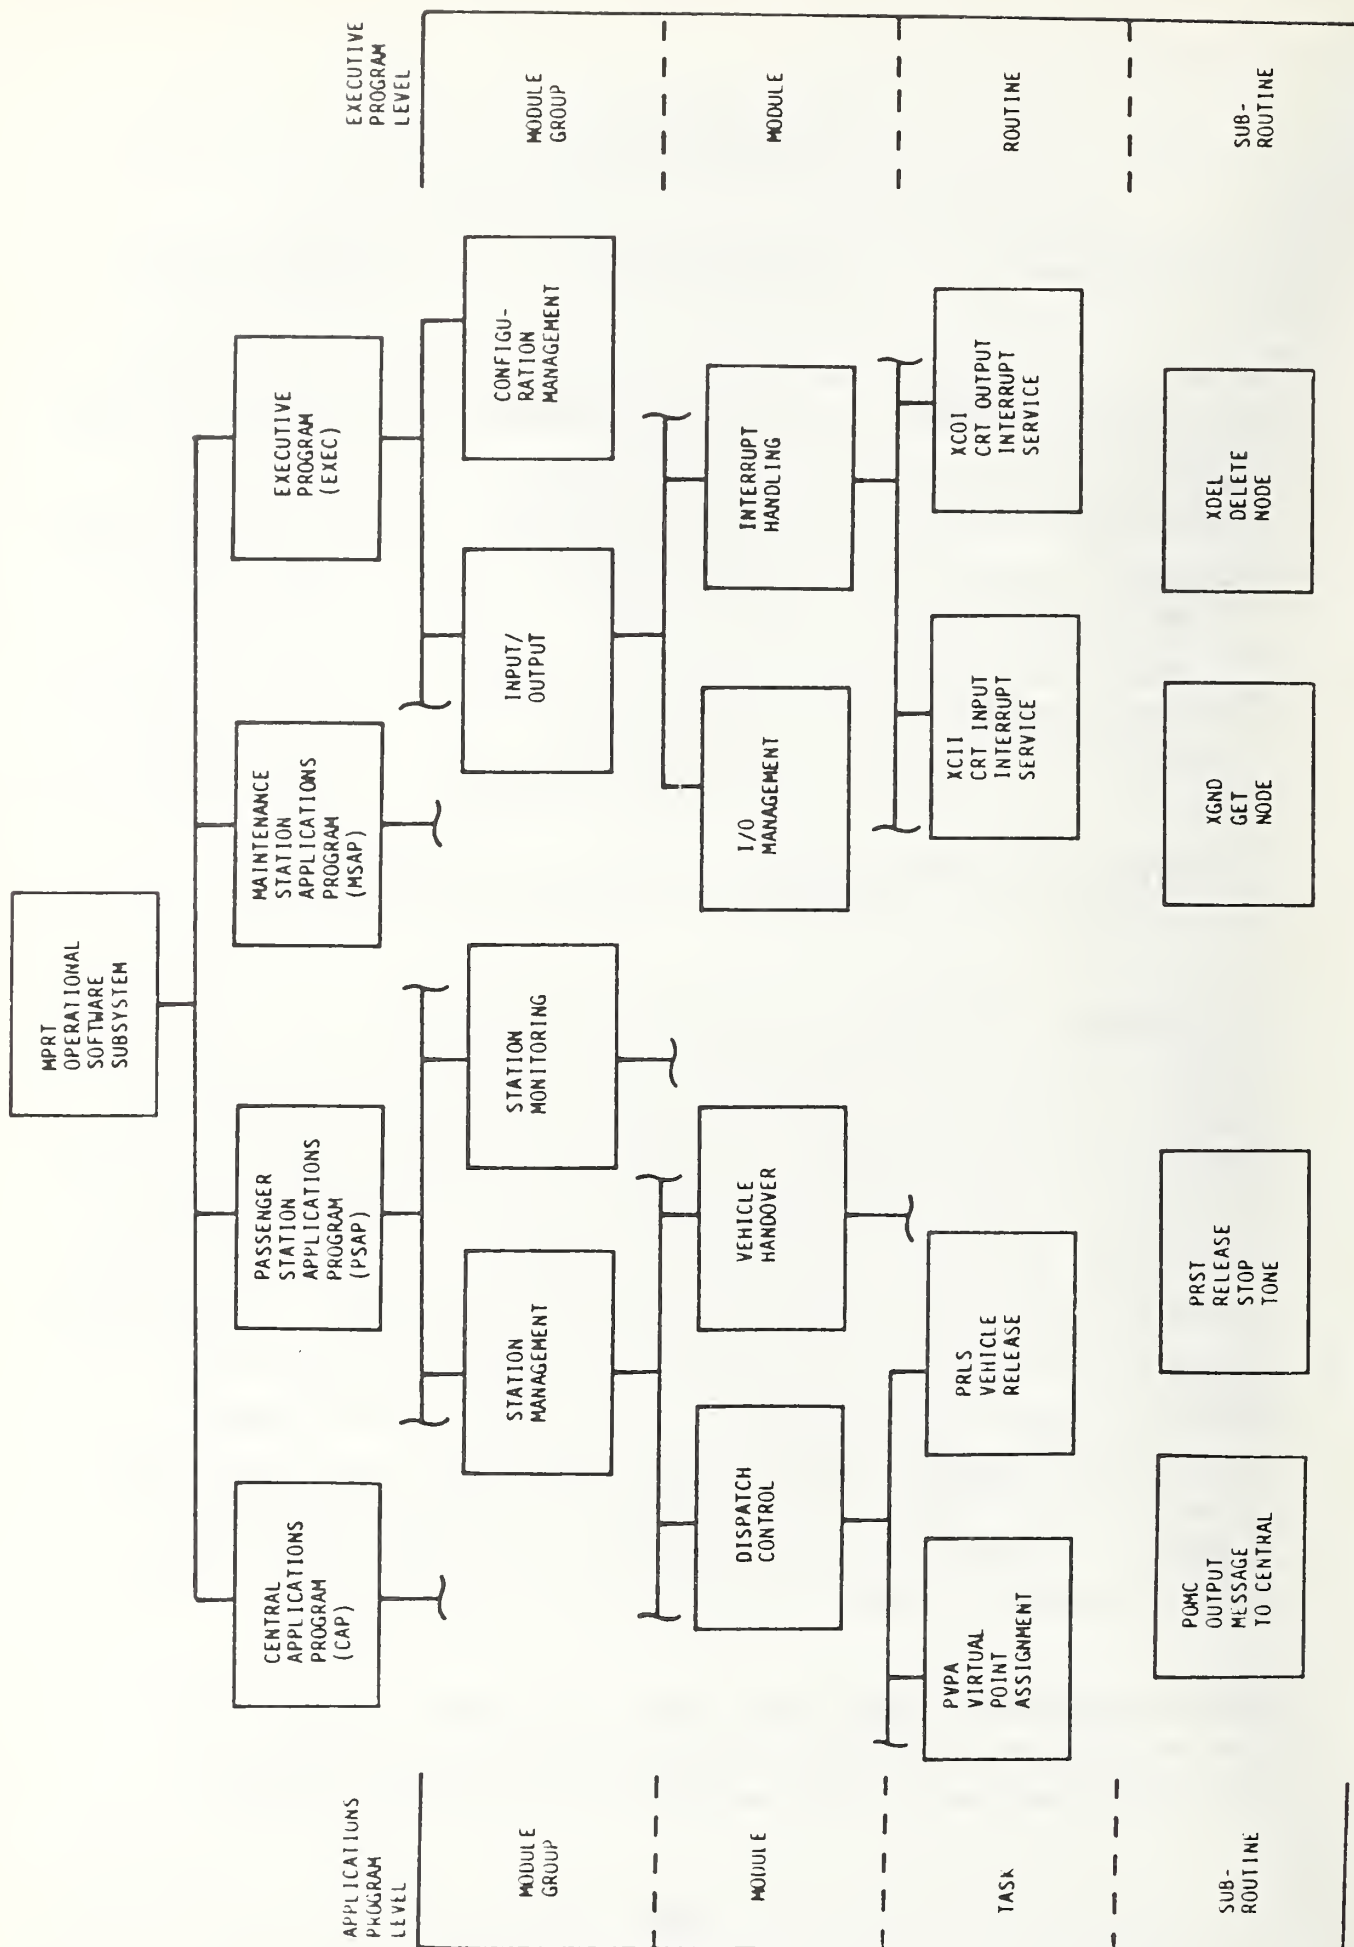 MPRT
OPERATIONAL
SOFTWARE
SUBSYSTEM
CENTRAL
APPLICATIONS
PROGRAM
(CAP)
PASSENGER
STATION
APPLICATIONS
PROGRAM
(PSAP)
MAINTENANCE
STATION
APPLICATIONS
PROGRAM
(MSAP)
EXECUTIVE
PROGRAM
(EXEC)
APPLICATIONS
PROGRAM
LEVEL
EXECUTIVE
PROGRAM
LEVEL
MODULE
GROUP
STATION
MANAGEMENT
STATION
MONITORING
INPUT/
OUTPUT
CONFIGU-
RATION
MANAGEMENT
MODULE
GROUP
MODULE
DISPATCH
CONTROL
VEHICLE
HANDOVER
I/O
MANAGEMENT
INTERRUPT
HANDLING
MODULE
TASK
PVPA
VIRTUAL
POINT
ASSIGNMENT
PRLS
VEHICLE
RELEASE
XCII
CRT INPUT
INTERRUPT
SERVICE
XCOI
CRT OUTPUT
INTERRUPT
SERVICE
ROUTINE
SUB-
ROUTINE
POMC
OUTPUT
MESSAGE
TO CENTRAL
PRST
RELEASE
STOP
TONE
XGND
GET
NODE
XDEL
DELETE
NODE
SUB-
ROUTINE